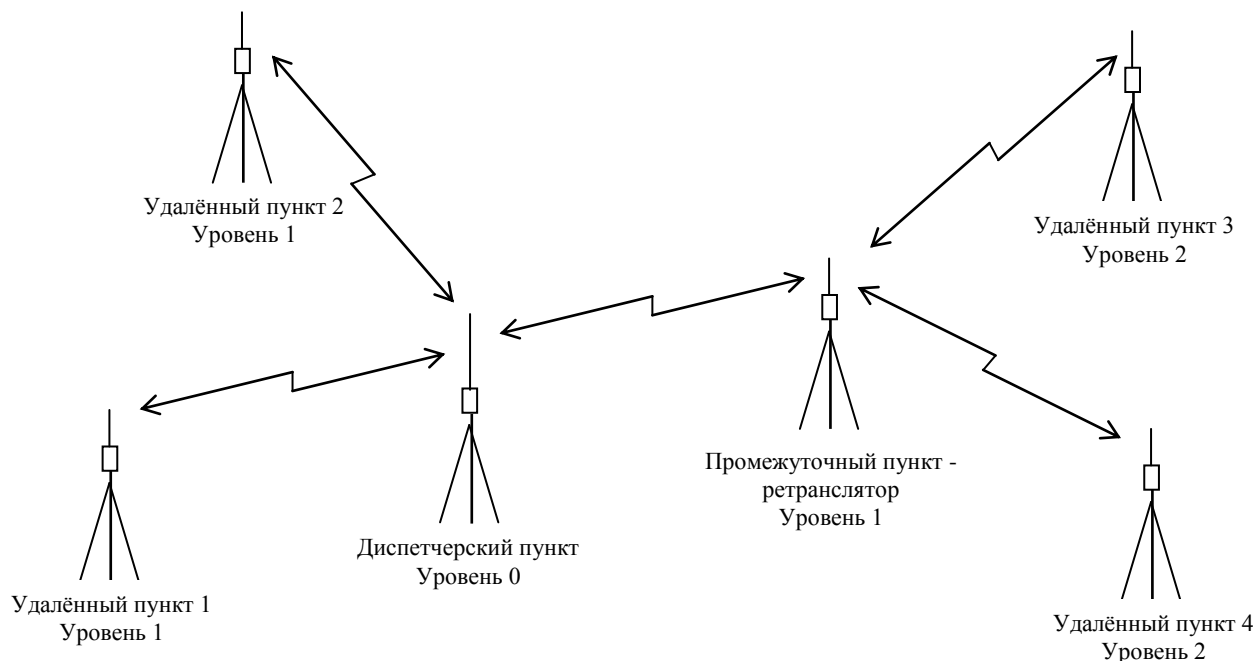 Удалённый пункт 2
Уровень 1
Удалённый пункт 3
Уровень 2
Промежуточный пункт -
ретранслятор
Уровень 1
Диспетчерский пункт
Уровень 0
Удалённый пункт 1
Уровень 1
Удалённый пункт 4
Уровень 2